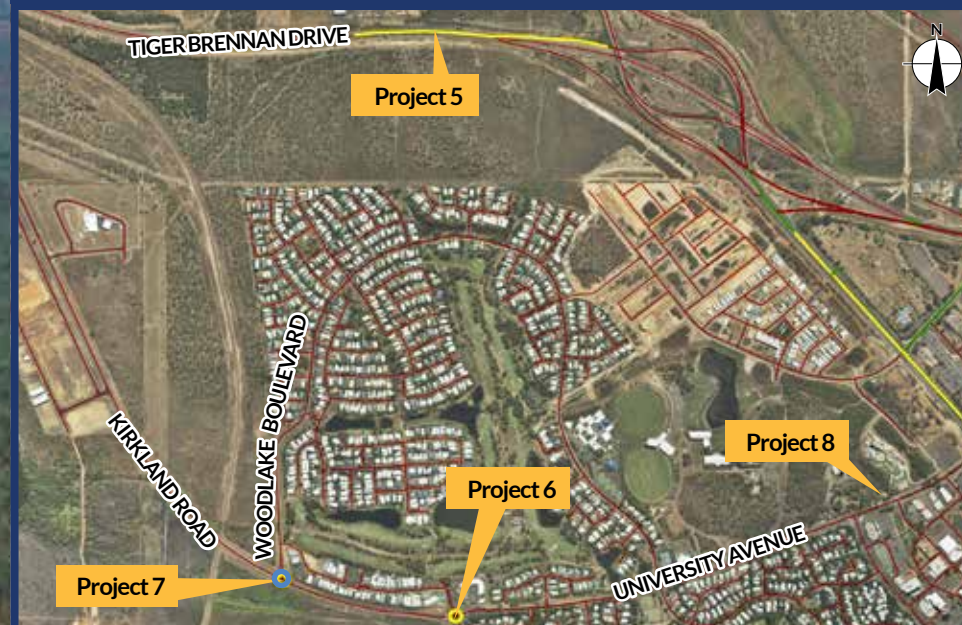 TIGER BRENNAN DRIVE
N
Project 5
WOODLAKE BOULEVARD
KIRKLAND ROAD
Project 8
Project 6
UNIVERSITY AVENUE
Project 7